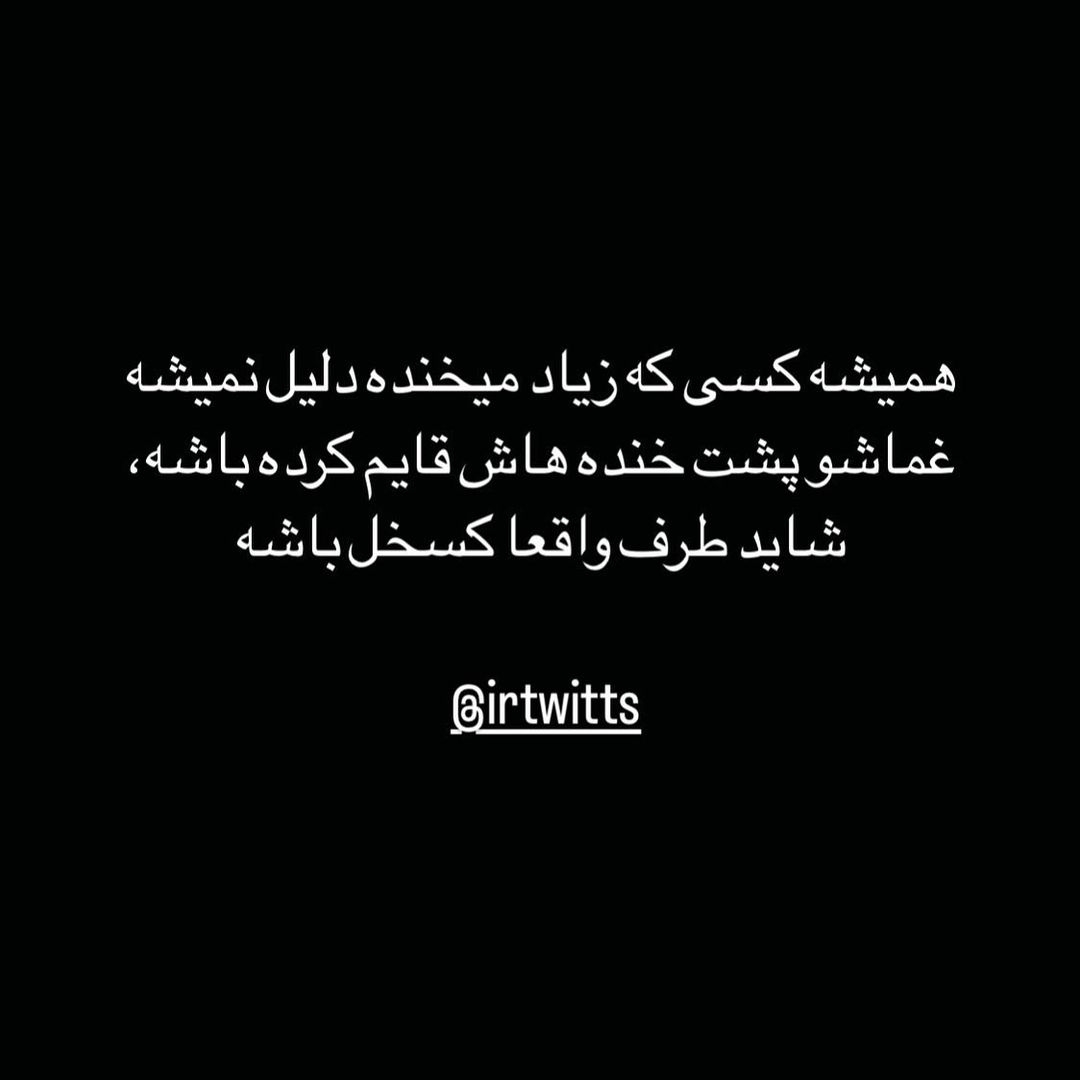 همیشه کسی که زیاد میخنده دلیل نمیشه
غماشو پشت خنده هاش قایم کرده باشه،
شاید طرف واقعا کسخل باشه
@irtwitts